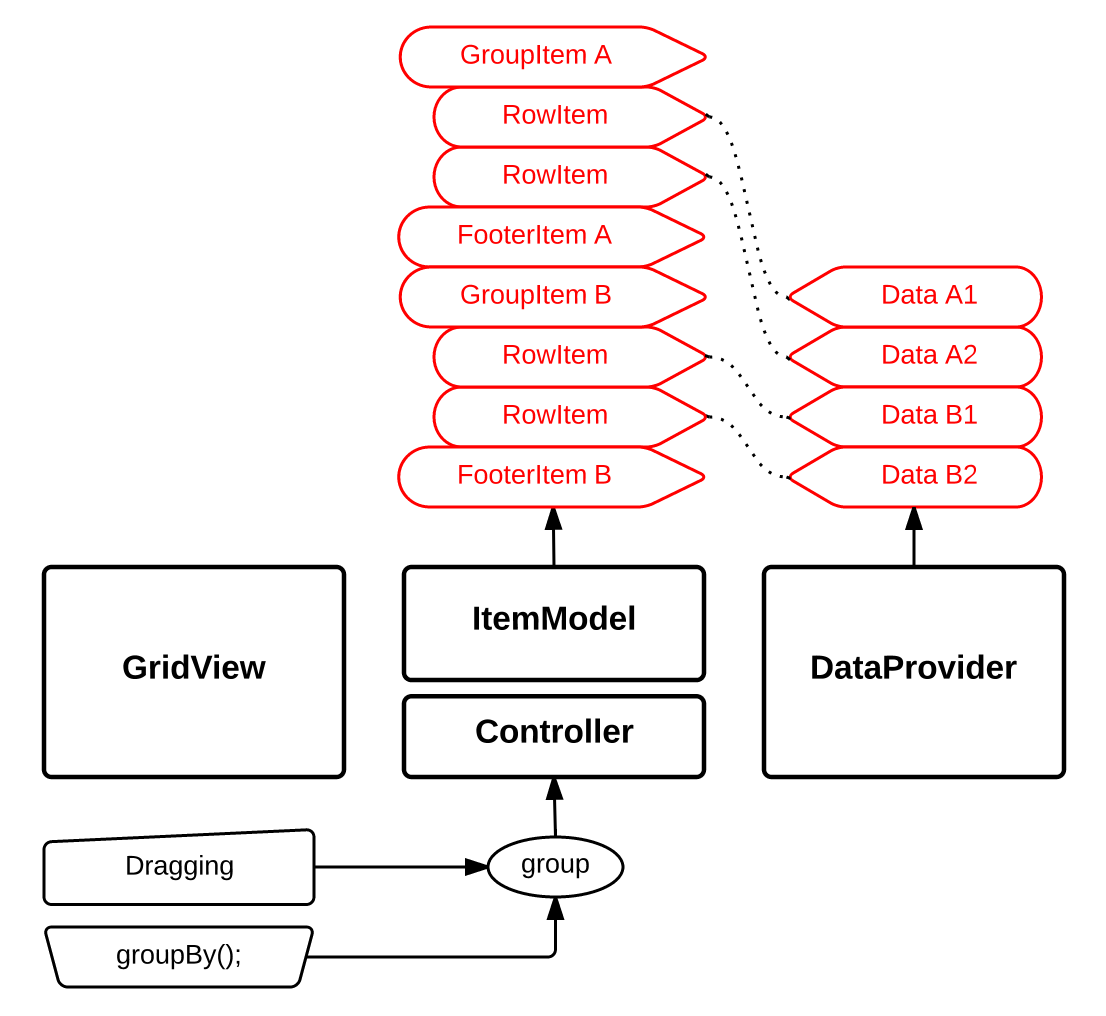 GroupItem A
RowItem
RowItem
FooterItem A
GroupItem B
RowItem
RowItem
FooterItem B
Data A1
Data A2
Data B1
Data B2
GridView
ItemModel
Controller
DataProvider
Dragging
group
groupBy();